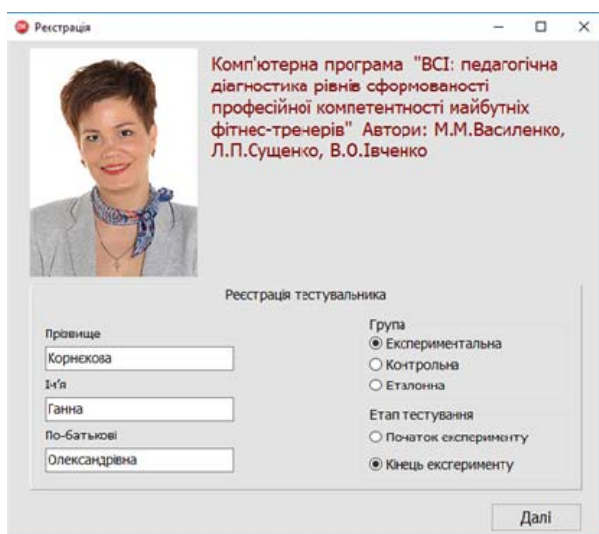 Реєстрація
Комп'ютерна програма "ВСІ: педагогічна
діагностика рівнів сформованості
професійної компетентності майбутніх
фітнес-тренерів" Автори: М.М.Василенко,
Л.П.Сущенко, В.О.Івченко
Реєстрація тестувальника
Прізвище
Корнєкова
Ім'я
Ганна
По-батькові
Олександрівна
Група
Експериментальна
Контрольна
Еталонна
Етап тестування
Початок експерименту
Кінець експерименту
Далі